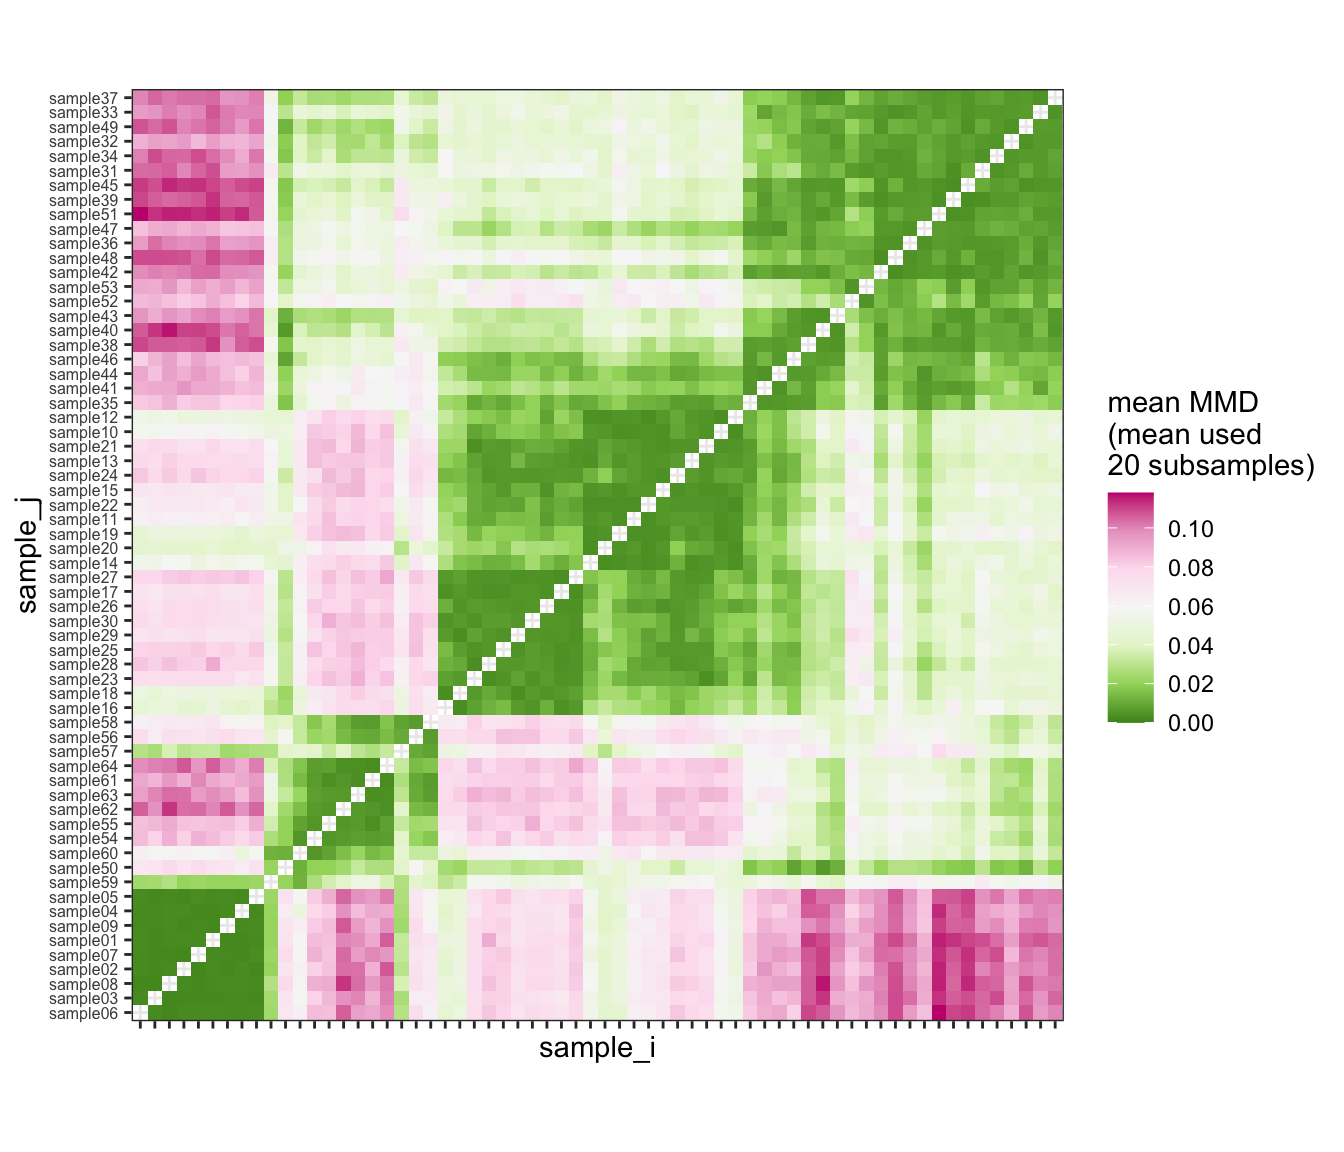 sample37
sample33
sample49
sample32
sample34
sample31
sample45
sample39
sample51
sample47
sample36
sample48
sample42
sample53
sample52
sample43
sample40
sample38
sample46
sample44
sample41
sample35
sample12
sample10
sample21
sample13
sample24
sample15
sample22
sample11
sample19
sample20
sample14
sample27
sample17
sample26
sample30
sample29
sample25
sample28
sample23
sample18
sample16
sample58
sample56
sample57
sample64
sample61
sample63
sample62
sample55
sample54
sample60
sample50
sample59
sample05
sample04
sample09
sample01
sample07
sample02
sample08
sample03
sample06
sample_j
sample_i
mean MMD
(mean used
20 subsamples)
0.10
0.08
0.06
0.04
0.02
0.00